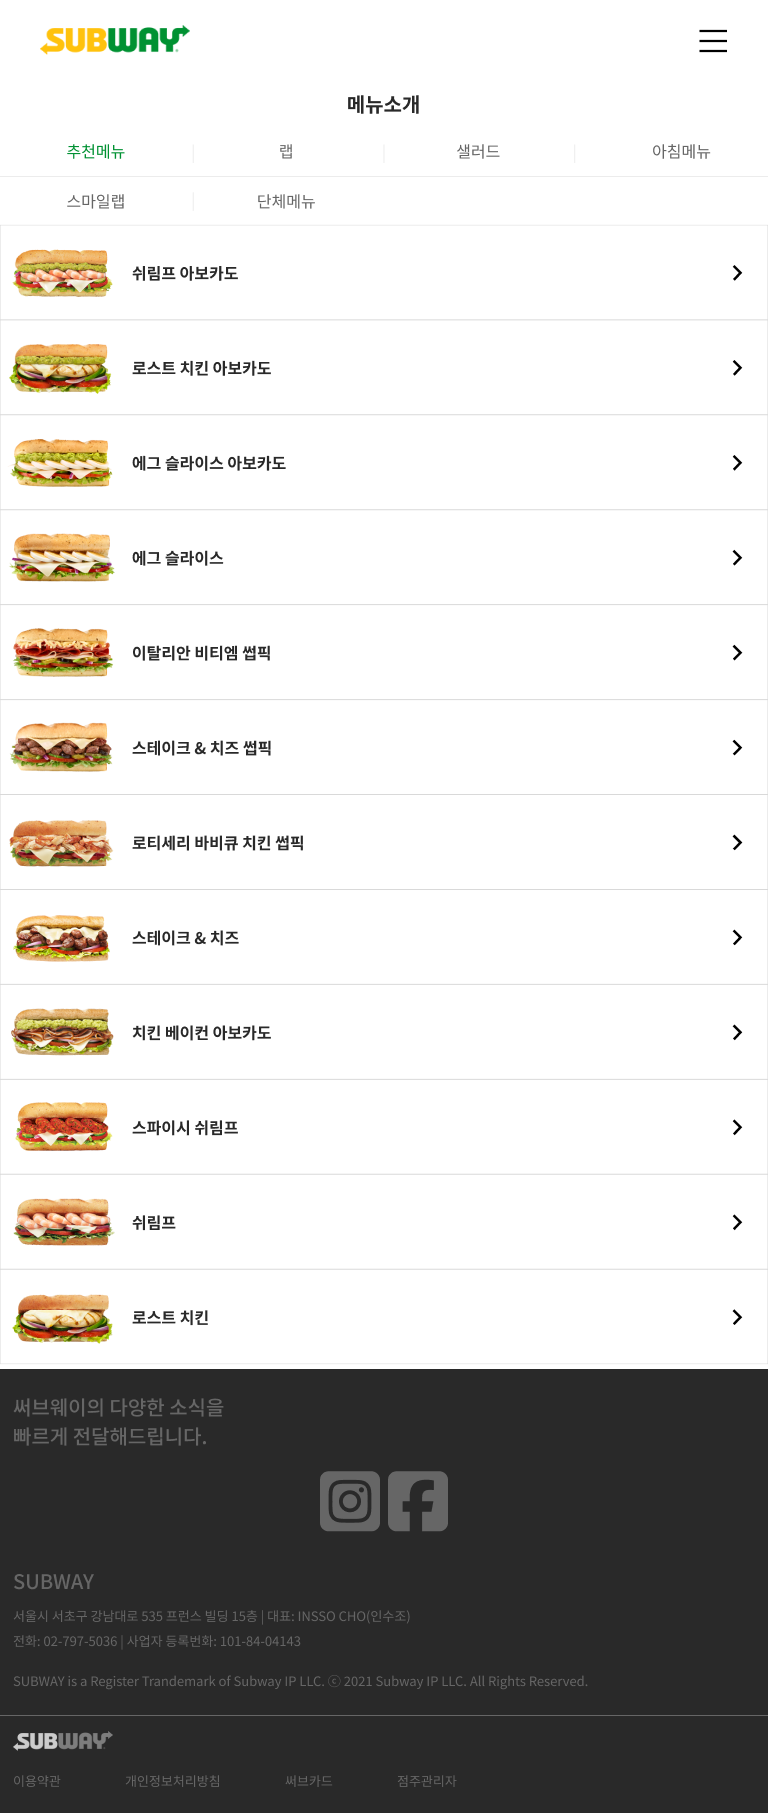 SUBWAY
메뉴소개
추천메뉴 랩 샐러드 아침메뉴
스마일랩 단체메뉴
쉬림프 아보카도
로스트 치킨 아보카도
에그 슬라이스 아보카도
에그 슬라이스
이탈리안 비티엠 썹픽
스테이크 & 치즈 썹픽
로티세리 바비큐 치킨 썹픽
스테이크 & 치즈
치킨 베이컨 아보카도
스파이시 쉬림프
쉬림프
로스트 치킨
써브웨이의 다양한 소식을
빠르게 전달해드립니다.
SUBWAY
서울시 서초구 강남대로 535 프런스 빌딩 15층 | 대표: INSSO CHO(인수조)
전화: 02-797-5036 | 사업자 등록번화: 101-84-04143
SUBWAY is a Register Trandemark of Subway IP LLC. ⓒ 2021 Subway IP LLC. All Rights Reserved.
SUBWAY
이용약관 개인정보처리방침 써브카드 점주관리자